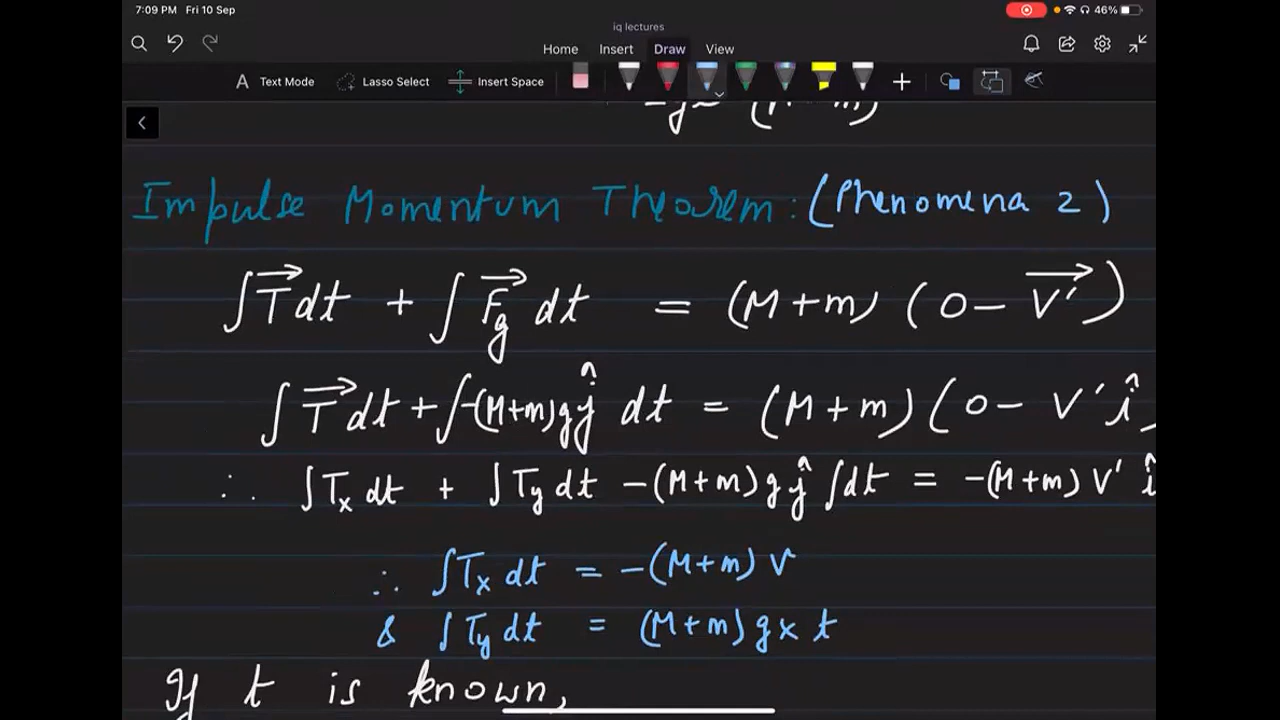 7:09 PM Fri 10 Sep 46%
iq lectures
Home Insert Draw View
Text Mode Lasso Select Insert Space
Impulse Momentum Theorem: (Phenomena 2)
∫T⃗dt + ∫F⃗g dt = (M+m) (0 - V⃗')
∫T⃗dt + ∫-(M+m)gĵ dt = (M+m) (0 - V'î
∴ ∫Tx dt + ∫Ty dt - (M+m) g ĵ ∫dt = -(M+m) V' î
∴ ∫Tx dt = -(M+m) V
& ∫Ty dt = (M+m) g x t
If t is known,